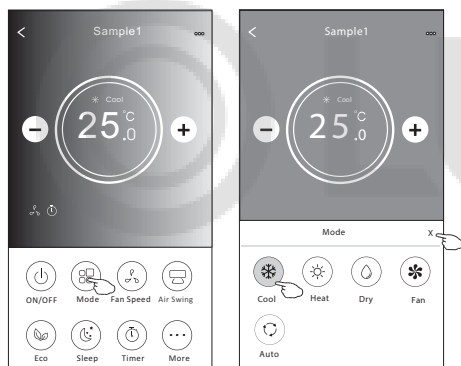 Sample1
Cool
25.0°C
ON/OFF Mode Fan Speed Air Swing
Eco Sleep Timer More
Sample1
Cool
25.0°C
Mode X
Cool Heat Dry Fan
Auto